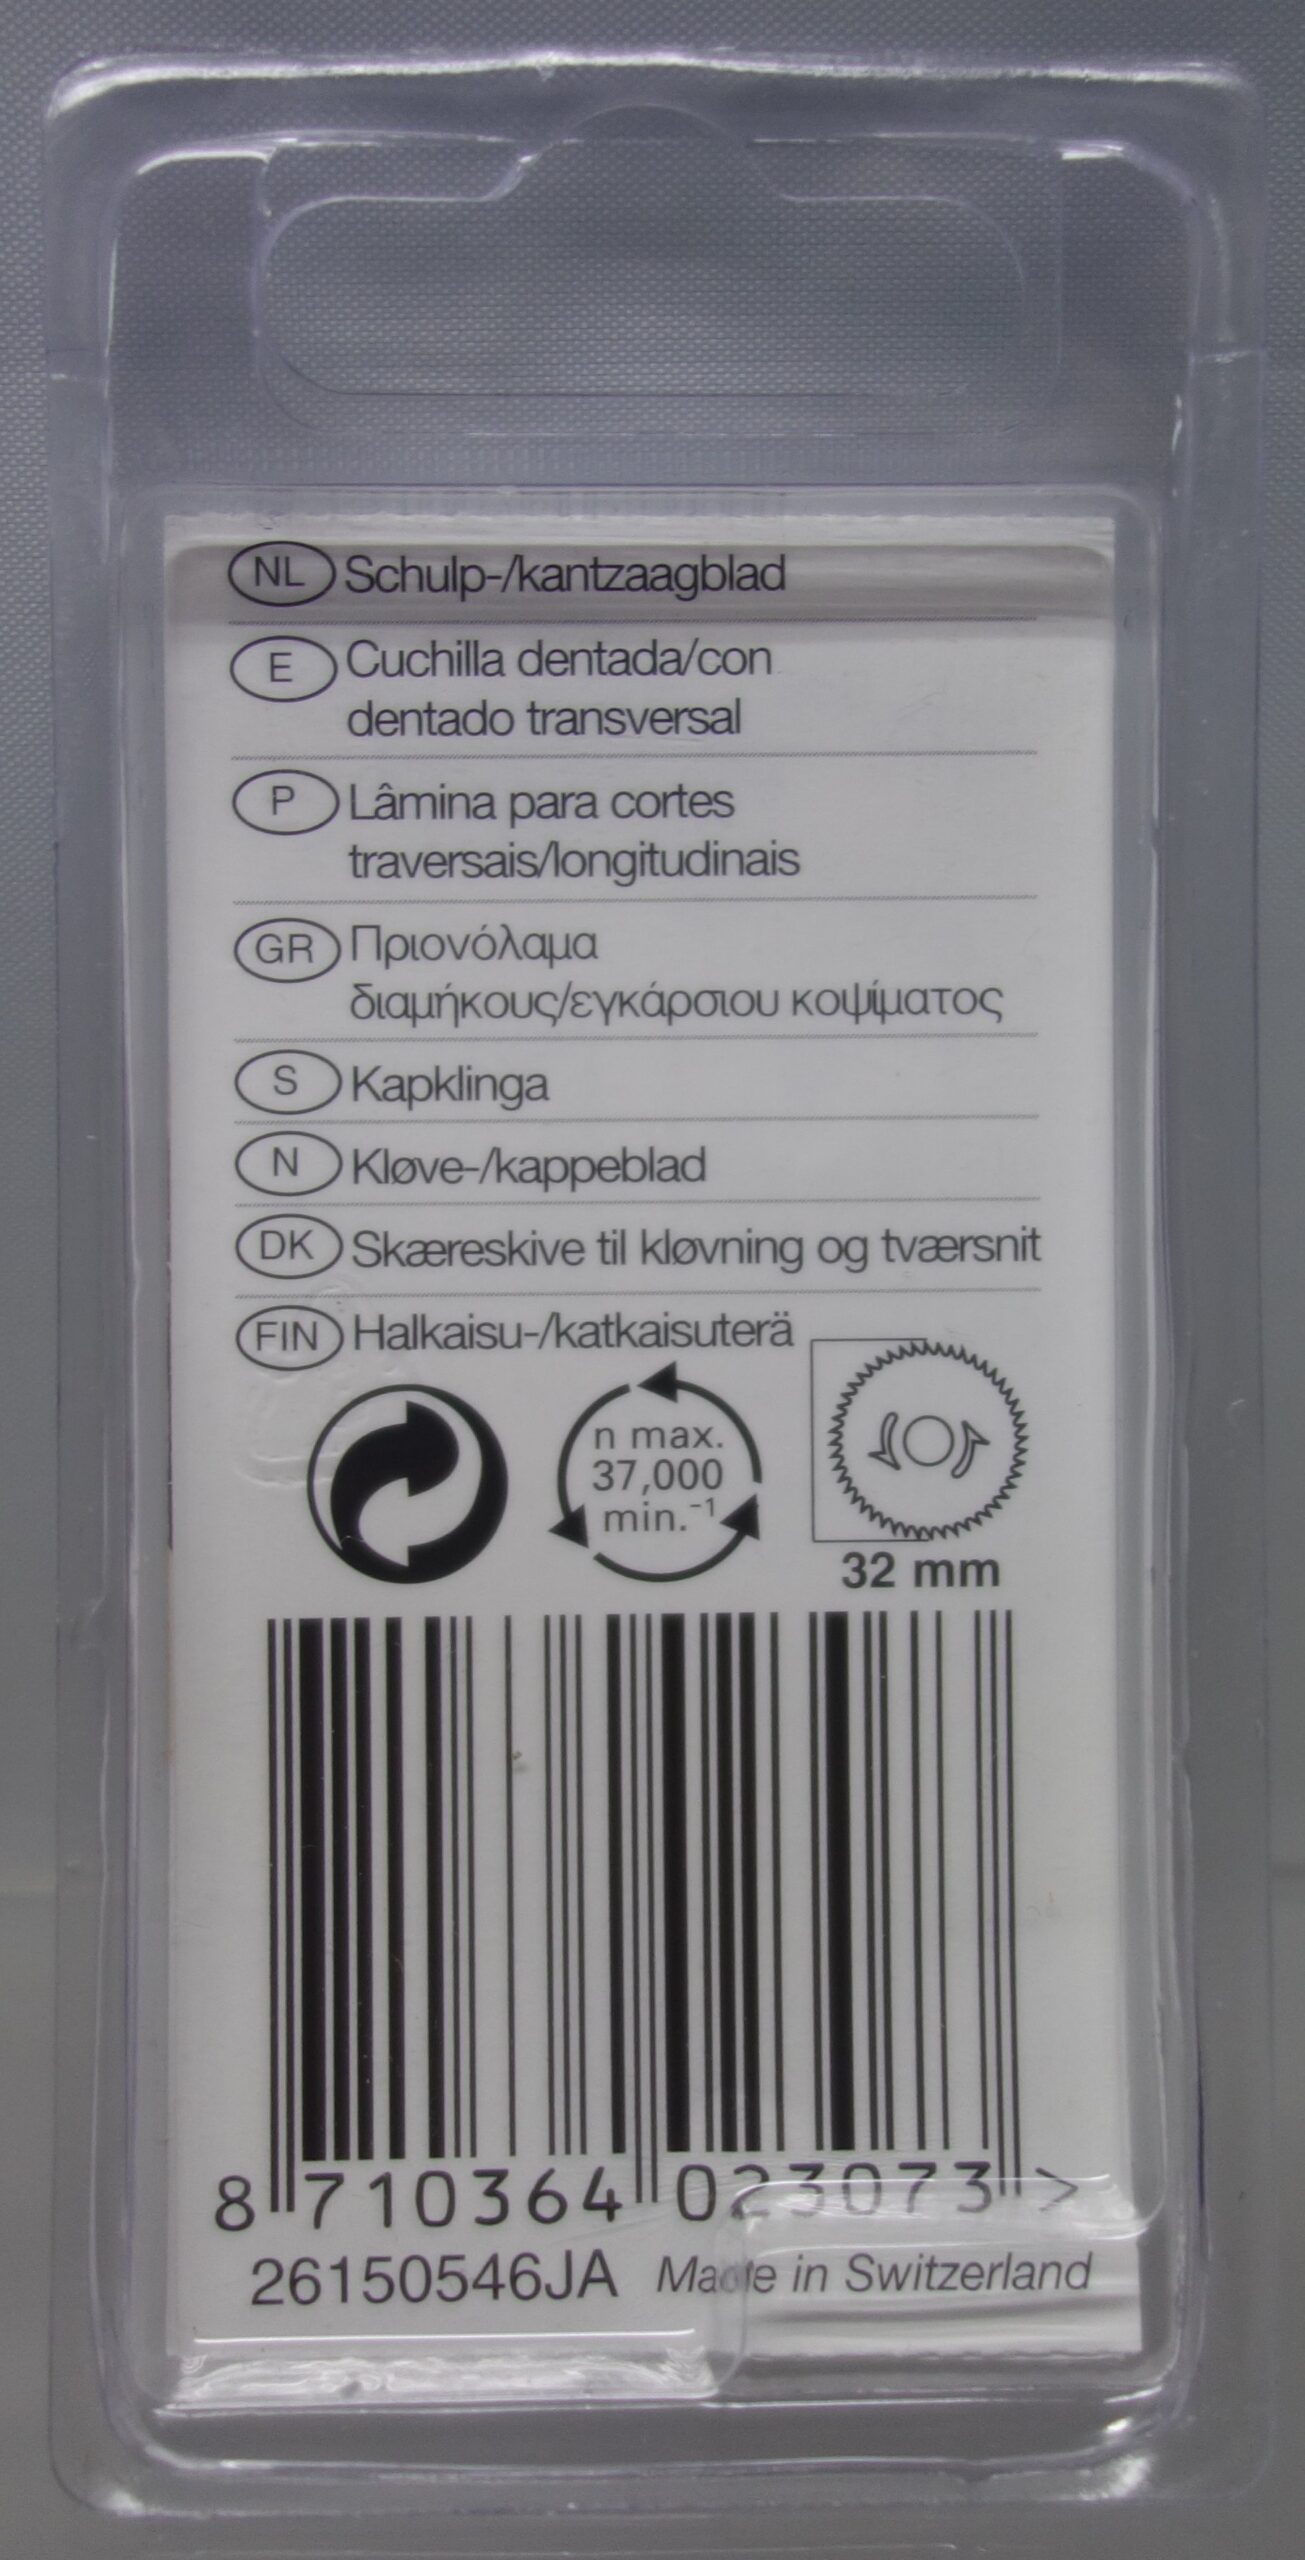 NL Schulp-/kantzaagblad
E Cuchilla dentada/con
dentado transversal
P Lâmina para cortes
traversais/longitudinais
GR Πριονόλαμα
διαμήκους/εγκάρσιου κοψίματος
S Kapklinga
N Kløve-/kappeblad
DK Skæreskive til kløvning og tværsnit
FIN Halkaisu-/katkaisuterä
n max.
37,000
min.⁻¹
32 mm
8 710364 023073 >
26150546JA Made in Switzerland